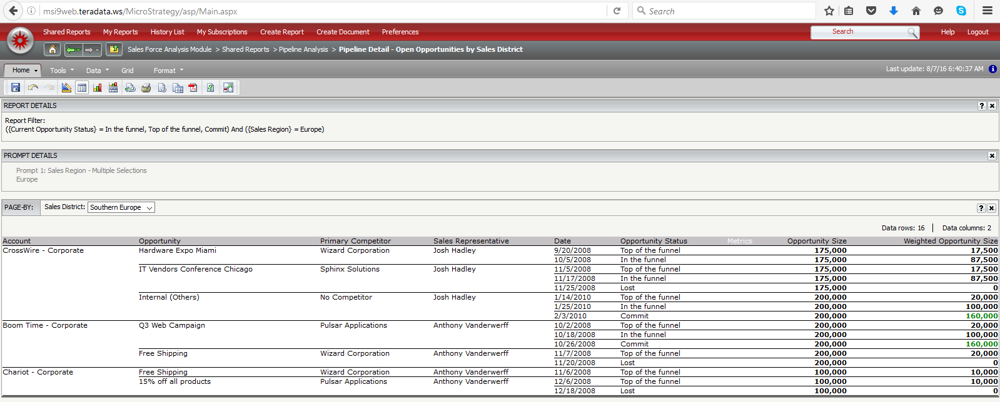 msi9web.teradata.ws/MicroStrategy/asp/Main.aspx Search
Shared Reports My Reports History List My Subscriptions Create Report Create Document Preferences Search Help Logout
Sales Force Analysis Module > Shared Reports > Pipeline Analysis > Pipeline Detail - Open Opportunities by Sales District
Home Tools Data Grid Format Last update: 8/7/16 6:40:37 AM
REPORT DETAILS
Report Filter:
({Current Opportunity Status} = In the funnel, Top of the funnel, Commit) And ({Sales Region} = Europe)
PROMPT DETAILS
Prompt 1: Sales Region - Multiple Selections
Europe
PAGE-BY: Sales District: Southern Europe
Data rows: 16 Data columns: 2
Account Opportunity Primary Competitor Sales Representative Date Opportunity Status Metrics Opportunity Size Weighted Opportunity Size
CrossWire - Corporate Hardware Expo Miami Wizard Corporation Josh Hadley 9/20/2008 Top of the funnel 175,000 17,500
10/5/2008 In the funnel 175,000 87,500
IT Vendors Conference Chicago Sphinx Solutions Josh Hadley 11/5/2008 Top of the funnel 175,000 17,500
11/17/2008 In the funnel 175,000 87,500
11/25/2008 Lost 175,000 0
Internal (Others) No Competitor Josh Hadley 1/14/2010 Top of the funnel 200,000 20,000
1/25/2010 In the funnel 200,000 100,000
2/3/2010 Commit 200,000 160,000
Boom Time - Corporate Q3 Web Campaign Pulsar Applications Anthony Vanderwerff 10/2/2008 Top of the funnel 200,000 20,000
10/18/2008 In the funnel 200,000 100,000
10/26/2008 Commit 200,000 160,000
Free Shipping Wizard Corporation Anthony Vanderwerff 11/7/2008 Top of the funnel 200,000 20,000
11/20/2008 Lost 200,000 0
Chariot - Corporate Free Shipping Wizard Corporation Anthony Vanderwerff 11/6/2008 Top of the funnel 100,000 10,000
15% off all products Pulsar Applications Anthony Vanderwerff 12/6/2008 Top of the funnel 100,000 10,000
12/18/2008 Lost 100,000 0